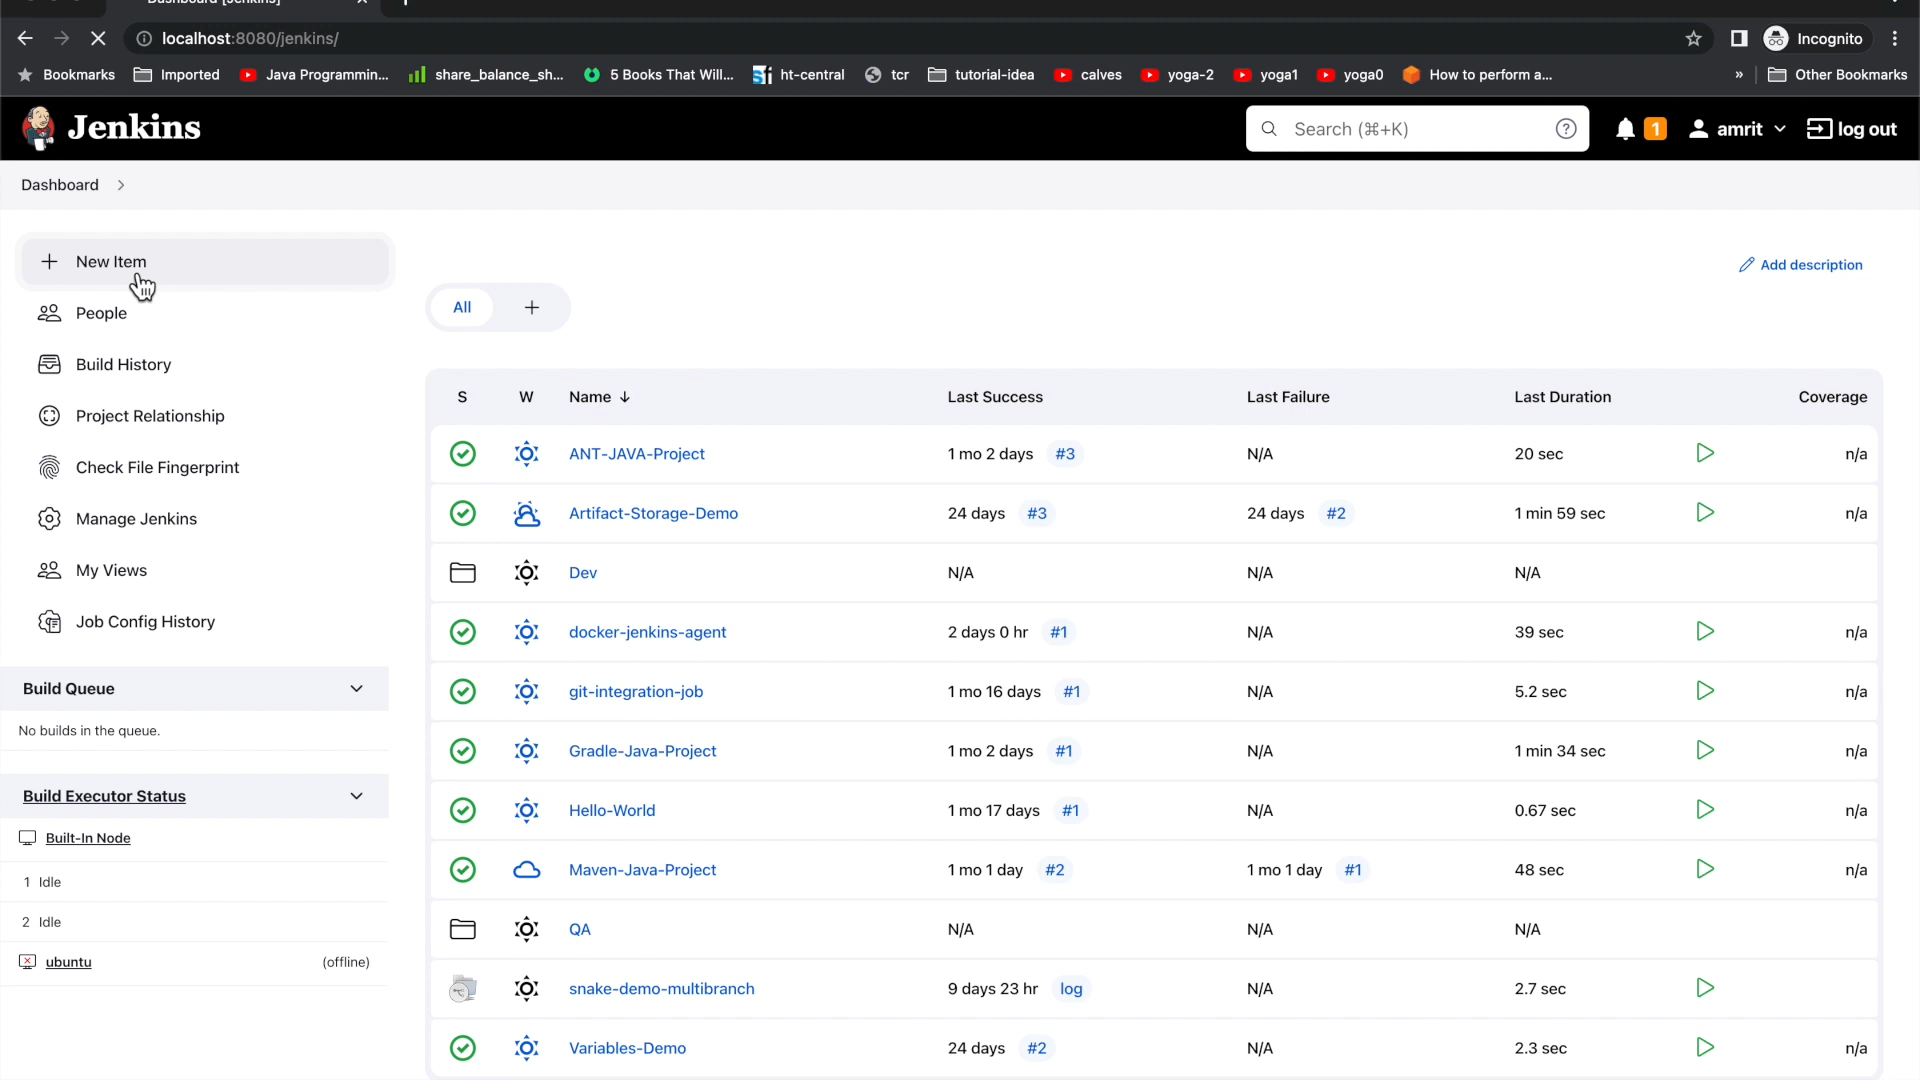 Dashboard [Jenkins]
localhost:8080/jenkins/
Incognito
Bookmarks Imported Java Programmin... share_balance_sh... 5 Books That Will... ht-central tcr tutorial-idea calves yoga-2 yoga1 yoga0 How to perform a... » Other Bookmarks
Jenkins
Search (⌘+K)
1 amrit log out
Dashboard
New Item
People
Build History
Project Relationship
Check File Fingerprint
Manage Jenkins
My Views
Job Config History
Build Queue
No builds in the queue.
Build Executor Status
Built-In Node
1 Idle
2 Idle
ubuntu (offline)
Add description
All +
S W Name ↓ Last Success Last Failure Last Duration Coverage
ANT-JAVA-Project 1 mo 2 days #3 N/A 20 sec n/a
Artifact-Storage-Demo 24 days #3 24 days #2 1 min 59 sec n/a
Dev N/A N/A N/A
docker-jenkins-agent 2 days 0 hr #1 N/A 39 sec n/a
git-integration-job 1 mo 16 days #1 N/A 5.2 sec n/a
Gradle-Java-Project 1 mo 2 days #1 N/A 1 min 34 sec n/a
Hello-World 1 mo 17 days #1 N/A 0.67 sec n/a
Maven-Java-Project 1 mo 1 day #2 1 mo 1 day #1 48 sec n/a
QA N/A N/A N/A
snake-demo-multibranch 9 days 23 hr log N/A 2.7 sec
Variables-Demo 24 days #2 N/A 2.3 sec n/a